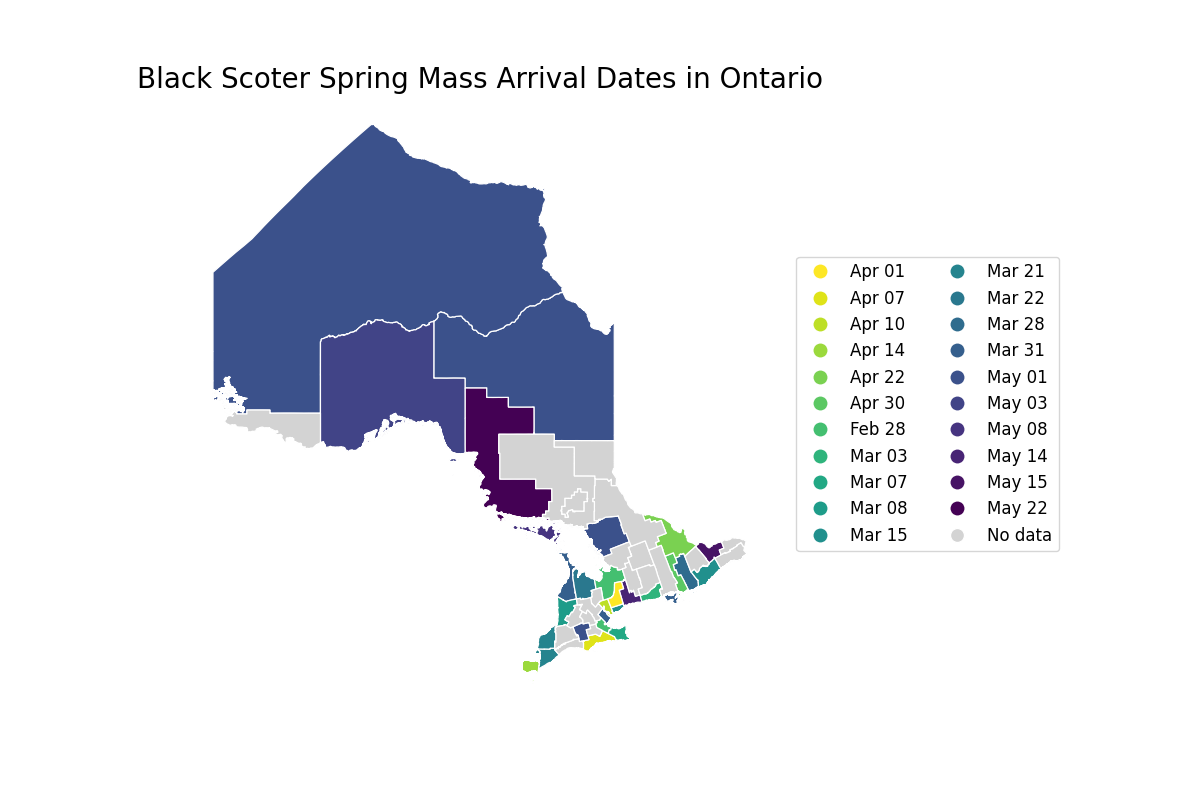 Black Scoter Spring Mass Arrival Dates in Ontario
Apr 01
Apr 07
Apr 10
Apr 14
Apr 22
Apr 30
Feb 28
Mar 03
Mar 07
Mar 08
Mar 15
Mar 21
Mar 22
Mar 28
Mar 31
May 01
May 03
May 08
May 14
May 15
May 22
No data